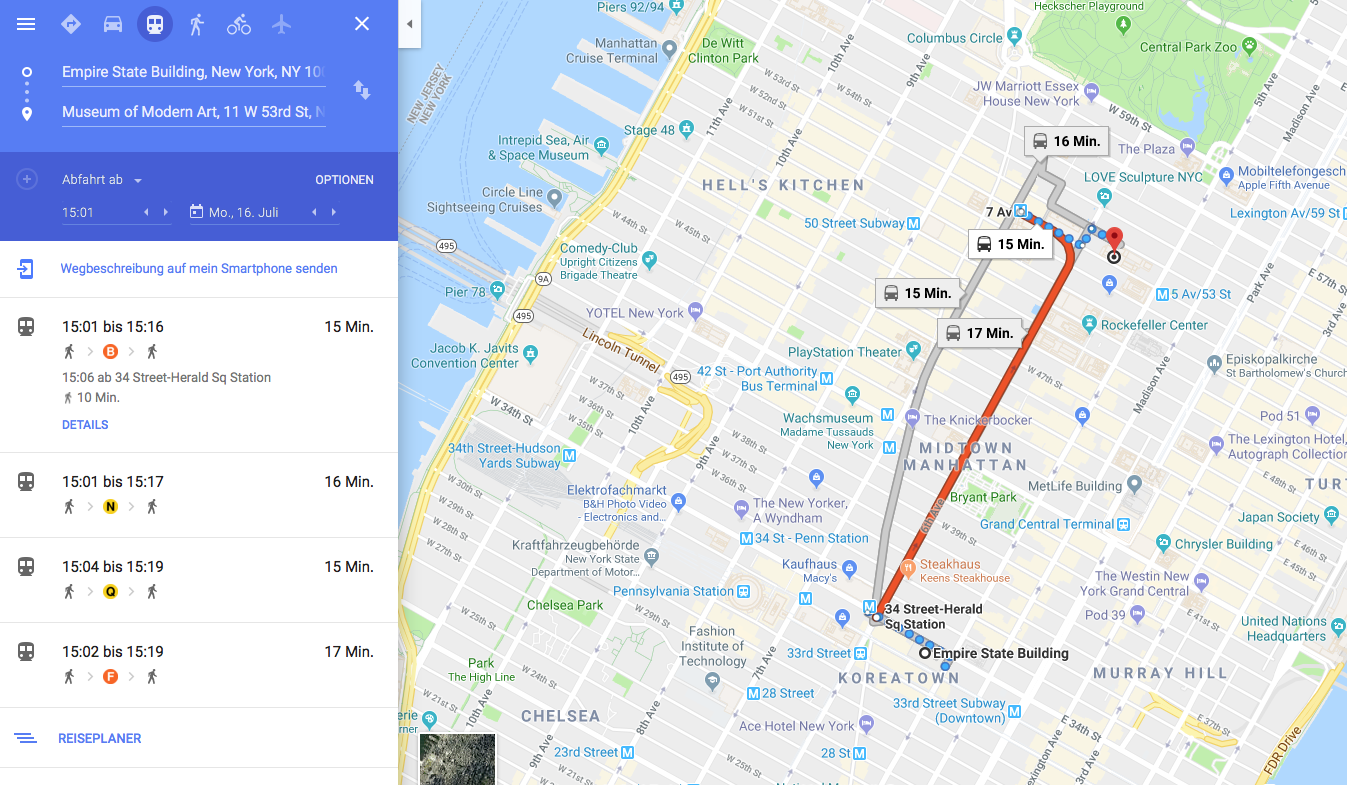 Empire State Building, New York, NY 100
Museum of Modern Art, 11 W 53rd St, N
Abfahrt ab
OPTIONEN
15:01
Mo., 16. Juli
Wegbeschreibung auf mein Smartphone senden
15:01 bis 15:16
15 Min.
B
15:06 ab 34 Street-Herald Sq Station
10 Min.
DETAILS
15:01 bis 15:17
16 Min.
N
15:04 bis 15:19
15 Min.
Q
15:02 bis 15:19
17 Min.
F
REISEPLANER
Piers 92/94
Heckscher Playground
Columbus Circle
Central Park Zoo
Manhattan
Cruise Terminal
De Witt
Clinton Park
10th Ave
9th Ave
5th Ave
Madison Ave
NEW JERSEY
NEW YORK
W 52nd St
W 54th St
JW Marriott Essex
House New York
W 59th St
11th Ave
Stage 48
16 Min.
The Plaza
Intrepid Sea, Air
& Space Museum
10th Ave
HELL'S KITCHEN
LOVE Sculpture NYC
Mobiltelefongesch
Apple Fifth Avenue
Circle Line
Sightseeing Cruises
7 Av
Lexington Av/59 St
50 Street Subway
15 Min.
495
Comedy-Club
Upright Citizens
Brigade Theatre
9A
Pier 78
15 Min.
5 Av/53 St
Park Ave
E 57th St
3rd Ave
495
YOTEL New York
17 Min.
Rockefeller Center
Lincoln Tunnel
Jacob K. Javits
Convention Center
PlayStation Theater
Episkopalkirche
St Bartholomew's Church
495
42 St - Port Authority
Bus Terminal
W 47th St
Madison Ave
W 37th St
W 36th St
W 35th St
W 34th St
10th Ave
Wachsmuseum
Madame Tussauds
New York
The Knickerbocker
Pod 51
34th Street-Hudson
Yards Subway
9th Ave
W 38th St
W 37th St
W 36th St
MIDTOWN
MANHATTAN
The Lexington Hotel,
Autograph Collection
W 30th St
W 29th St
Elektrofachmarkt
B&H Photo Video
- Electronics and...
The New Yorker,
A Wyndham
Bryant Park
MetLife Building
TURT
6th Ave
W 39th St
Grand Central Terminal
Japan Society
34 St - Penn Station
Kraftfahrzeugbehörde
New York State
Department of Motor...
Chrysler Building
Kaufhaus
Macy's
Steakhaus
Keens Steakhouse
Pennsylvania Station
The Westin New
York Grand Central
Chelsea Park
34 Street-Herald
Sq Station
Pod 39
United Nations
Headquarters
Fashion
Institute of
Technology
33rd Street
Empire State Building
Park
The High Line
KOREATOWN
MURRAY HILL
28 Street
33rd Street Subway
(Downtown)
CHELSEA
Ace Hotel New York
23rd Street
28 St
8th Ave
7th Ave
9th Ave
W 25th St
Lexington Ave
3rd Ave
FDR Drive